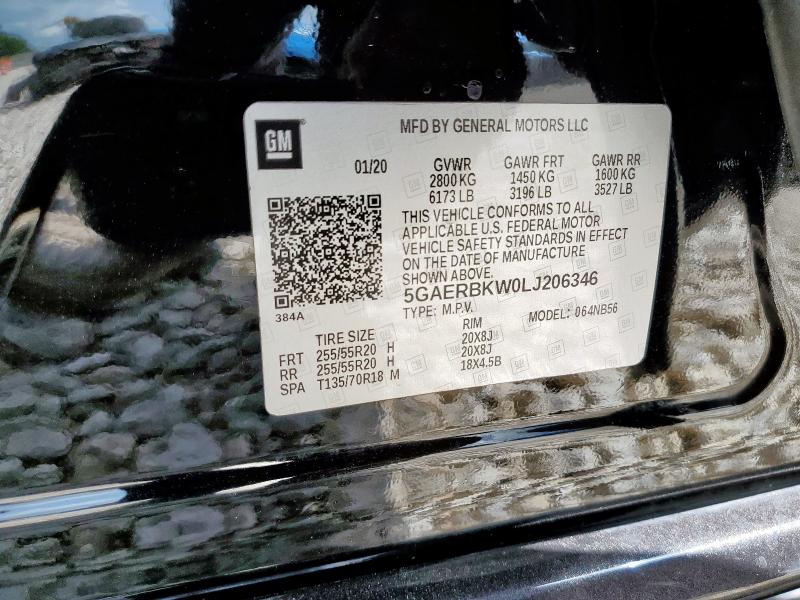 GM
MFD BY GENERAL MOTORS LLC
01/20 GVWR GAWR FRT GAWR RR
2800 KG 1450 KG 1600 KG
6173 LB 3196 LB 3527 LB
THIS VEHICLE CONFORMS TO ALL
APPLICABLE U.S. FEDERAL MOTOR
VEHICLE SAFETY STANDARDS IN EFFECT
ON THE DATE OF MANUFACTURE
SHOWN ABOVE.
5GAERBKW0LJ206346
TYPE: M.P.V. MODEL: 064NB56
384A
TIRE SIZE RIM
FRT 255/55R20 H 20X8J
RR 255/55R20 H 20X8J
SPA T135/70R18 M 18X4.5B